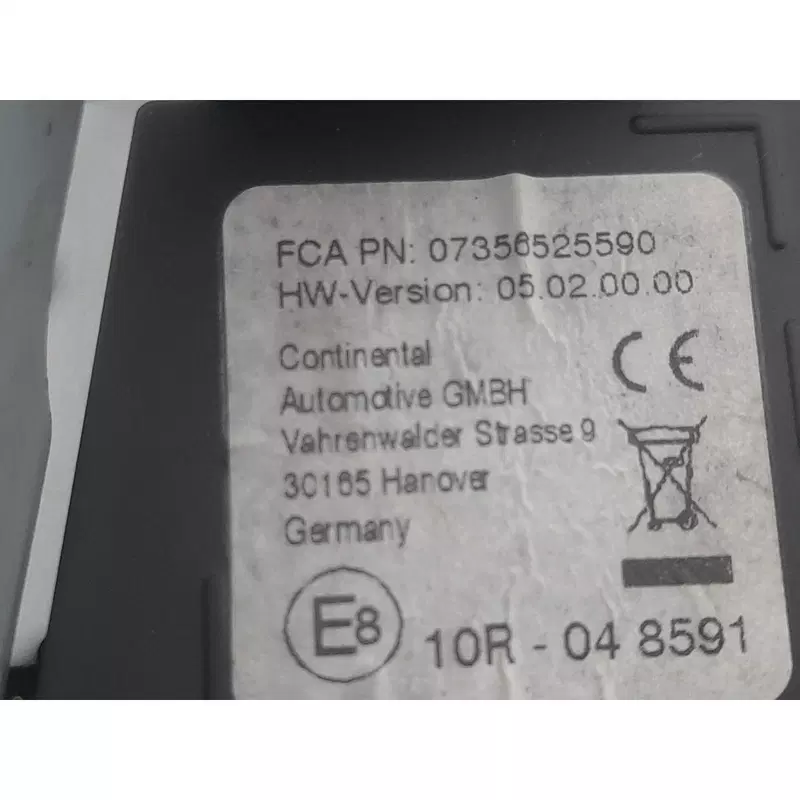 FCA PN: 07356525590
HW-Version: 05.02.00.00
Continental
Automotive GMBH
Vahrenwalder Strasse 9
30165 Hanover
Germany
CE
E8
10R - 04 8591